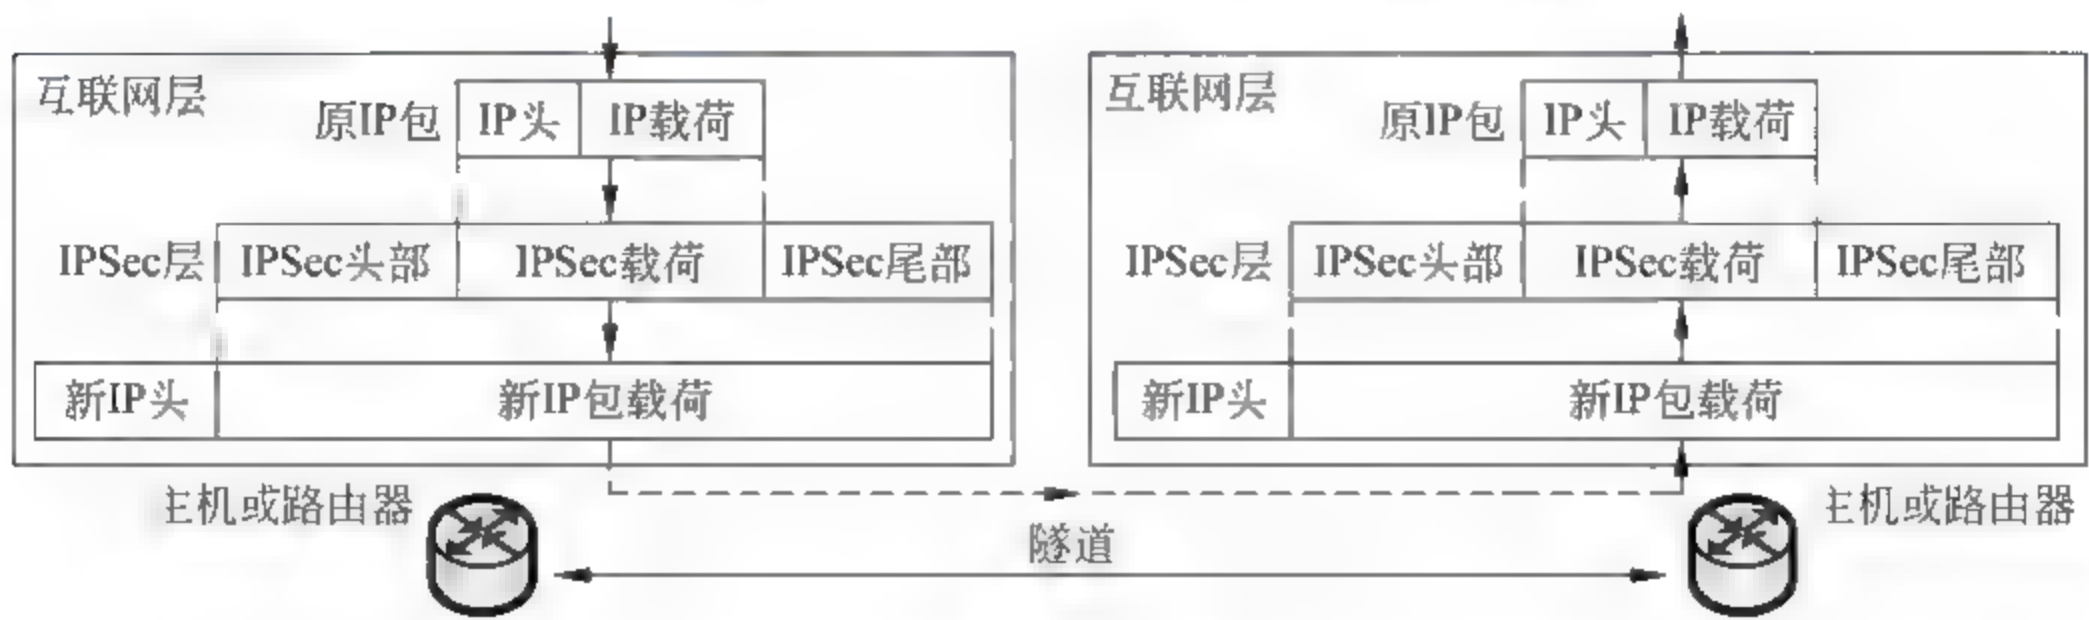 互联网层
原IP包 IP头 IP载荷
IPSec层 IPSec头部 IPSec载荷 IPSec尾部
新IP头 新IP包载荷
主机或路由器
互联网层
原IP包 IP头 IP载荷
IPSec层 IPSec头部 IPSec载荷 IPSec尾部
新IP头 新IP包载荷
主机或路由器
隧道